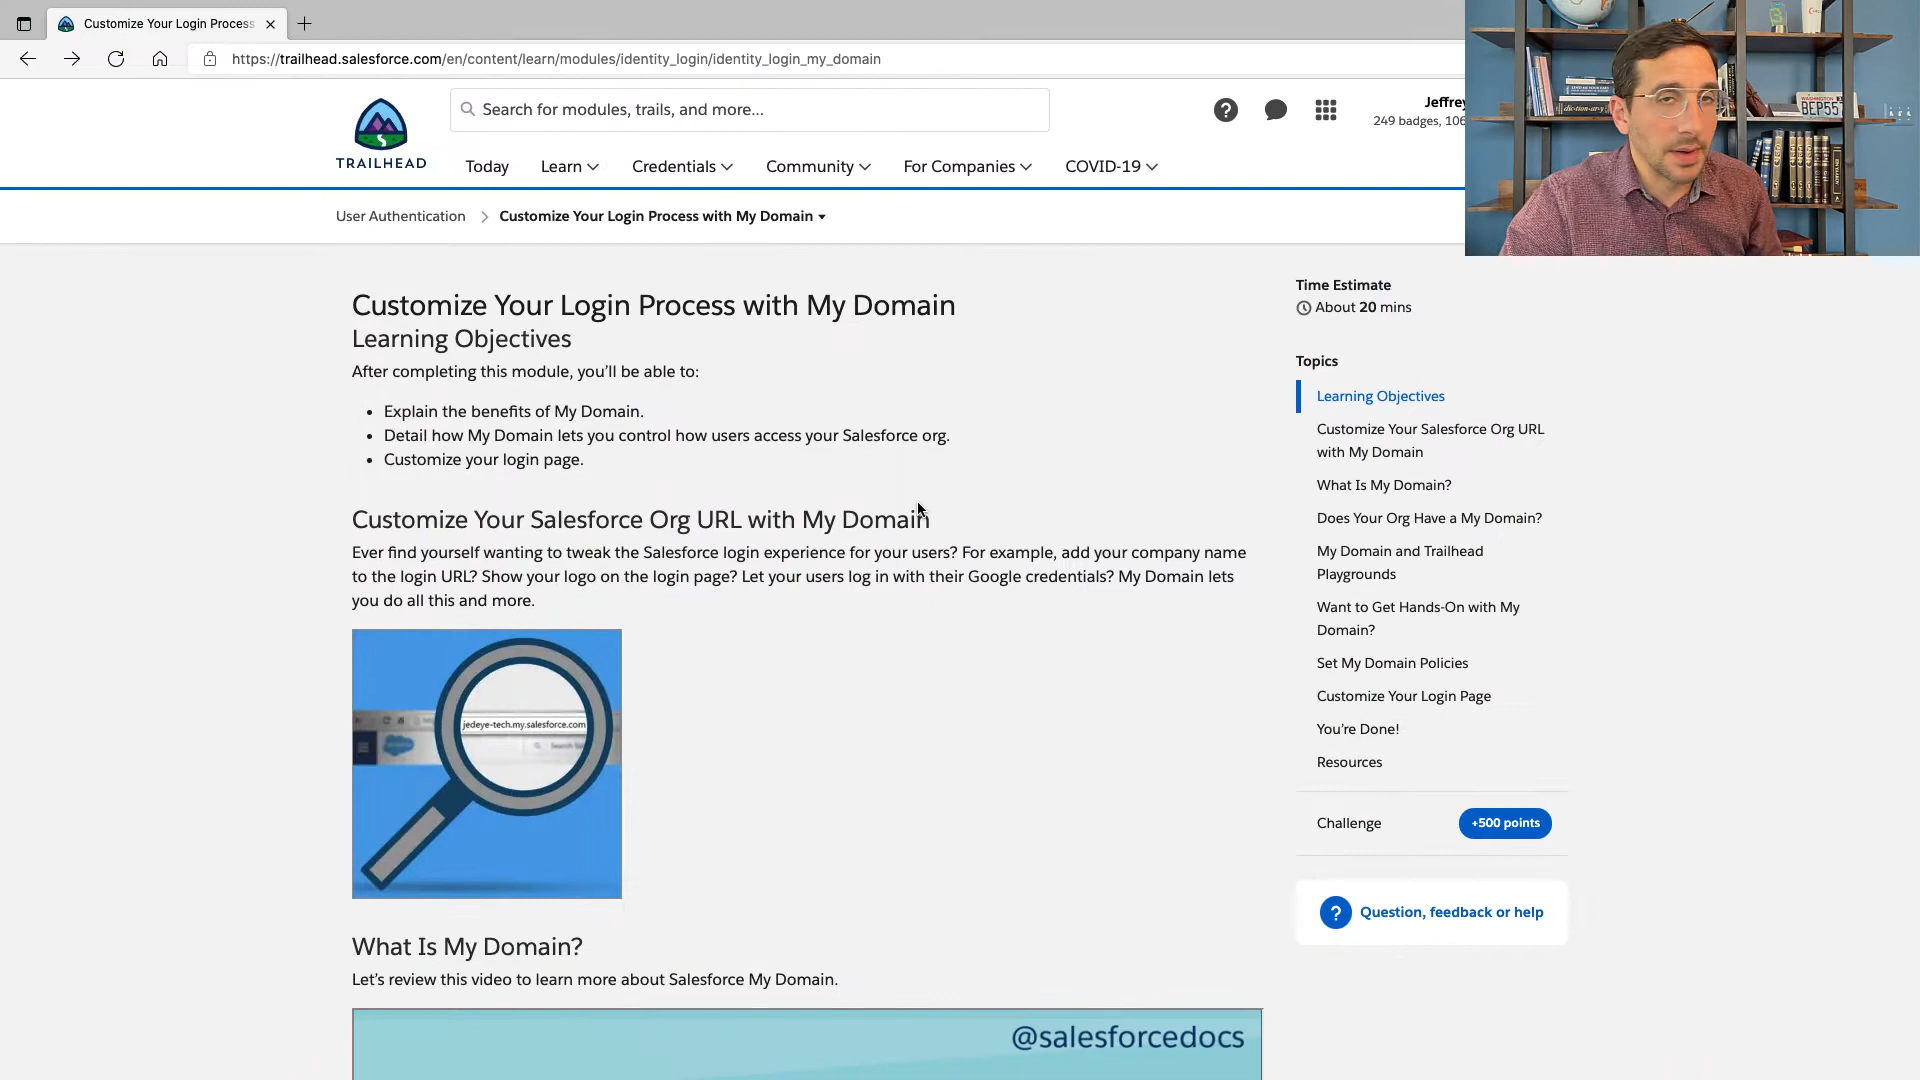 Customize Your Login Process
https://trailhead.salesforce.com/en/content/learn/modules/identity_login/identity_login_my_domain
TRAILHEAD
Search for modules, trails, and more...
Jeffrey
249 badges, 106
Today
Learn
Credentials
Community
For Companies
COVID-19
User Authentication
Customize Your Login Process with My Domain
Customize Your Login Process with My Domain
Learning Objectives
After completing this module, you'll be able to:
• Explain the benefits of My Domain.
• Detail how My Domain lets you control how users access your Salesforce org.
• Customize your login page.
Customize Your Salesforce Org URL with My Domain
Ever find yourself wanting to tweak the Salesforce login experience for your users? For example, add your company name
to the login URL? Show your logo on the login page? Let your users log in with their Google credentials? My Domain lets
you do all this and more.
jedeye-tech.my.salesforce.com
What Is My Domain?
Let's review this video to learn more about Salesforce My Domain.
@salesforcedocs
Time Estimate
About 20 mins
Topics
Learning Objectives
Customize Your Salesforce Org URL
with My Domain
What Is My Domain?
Does Your Org Have a My Domain?
My Domain and Trailhead
Playgrounds
Want to Get Hands-On with My
Domain?
Set My Domain Policies
Customize Your Login Page
You're Done!
Resources
Challenge
+500 points
? Question, feedback or help
dic·tion·ar·y
BEP557